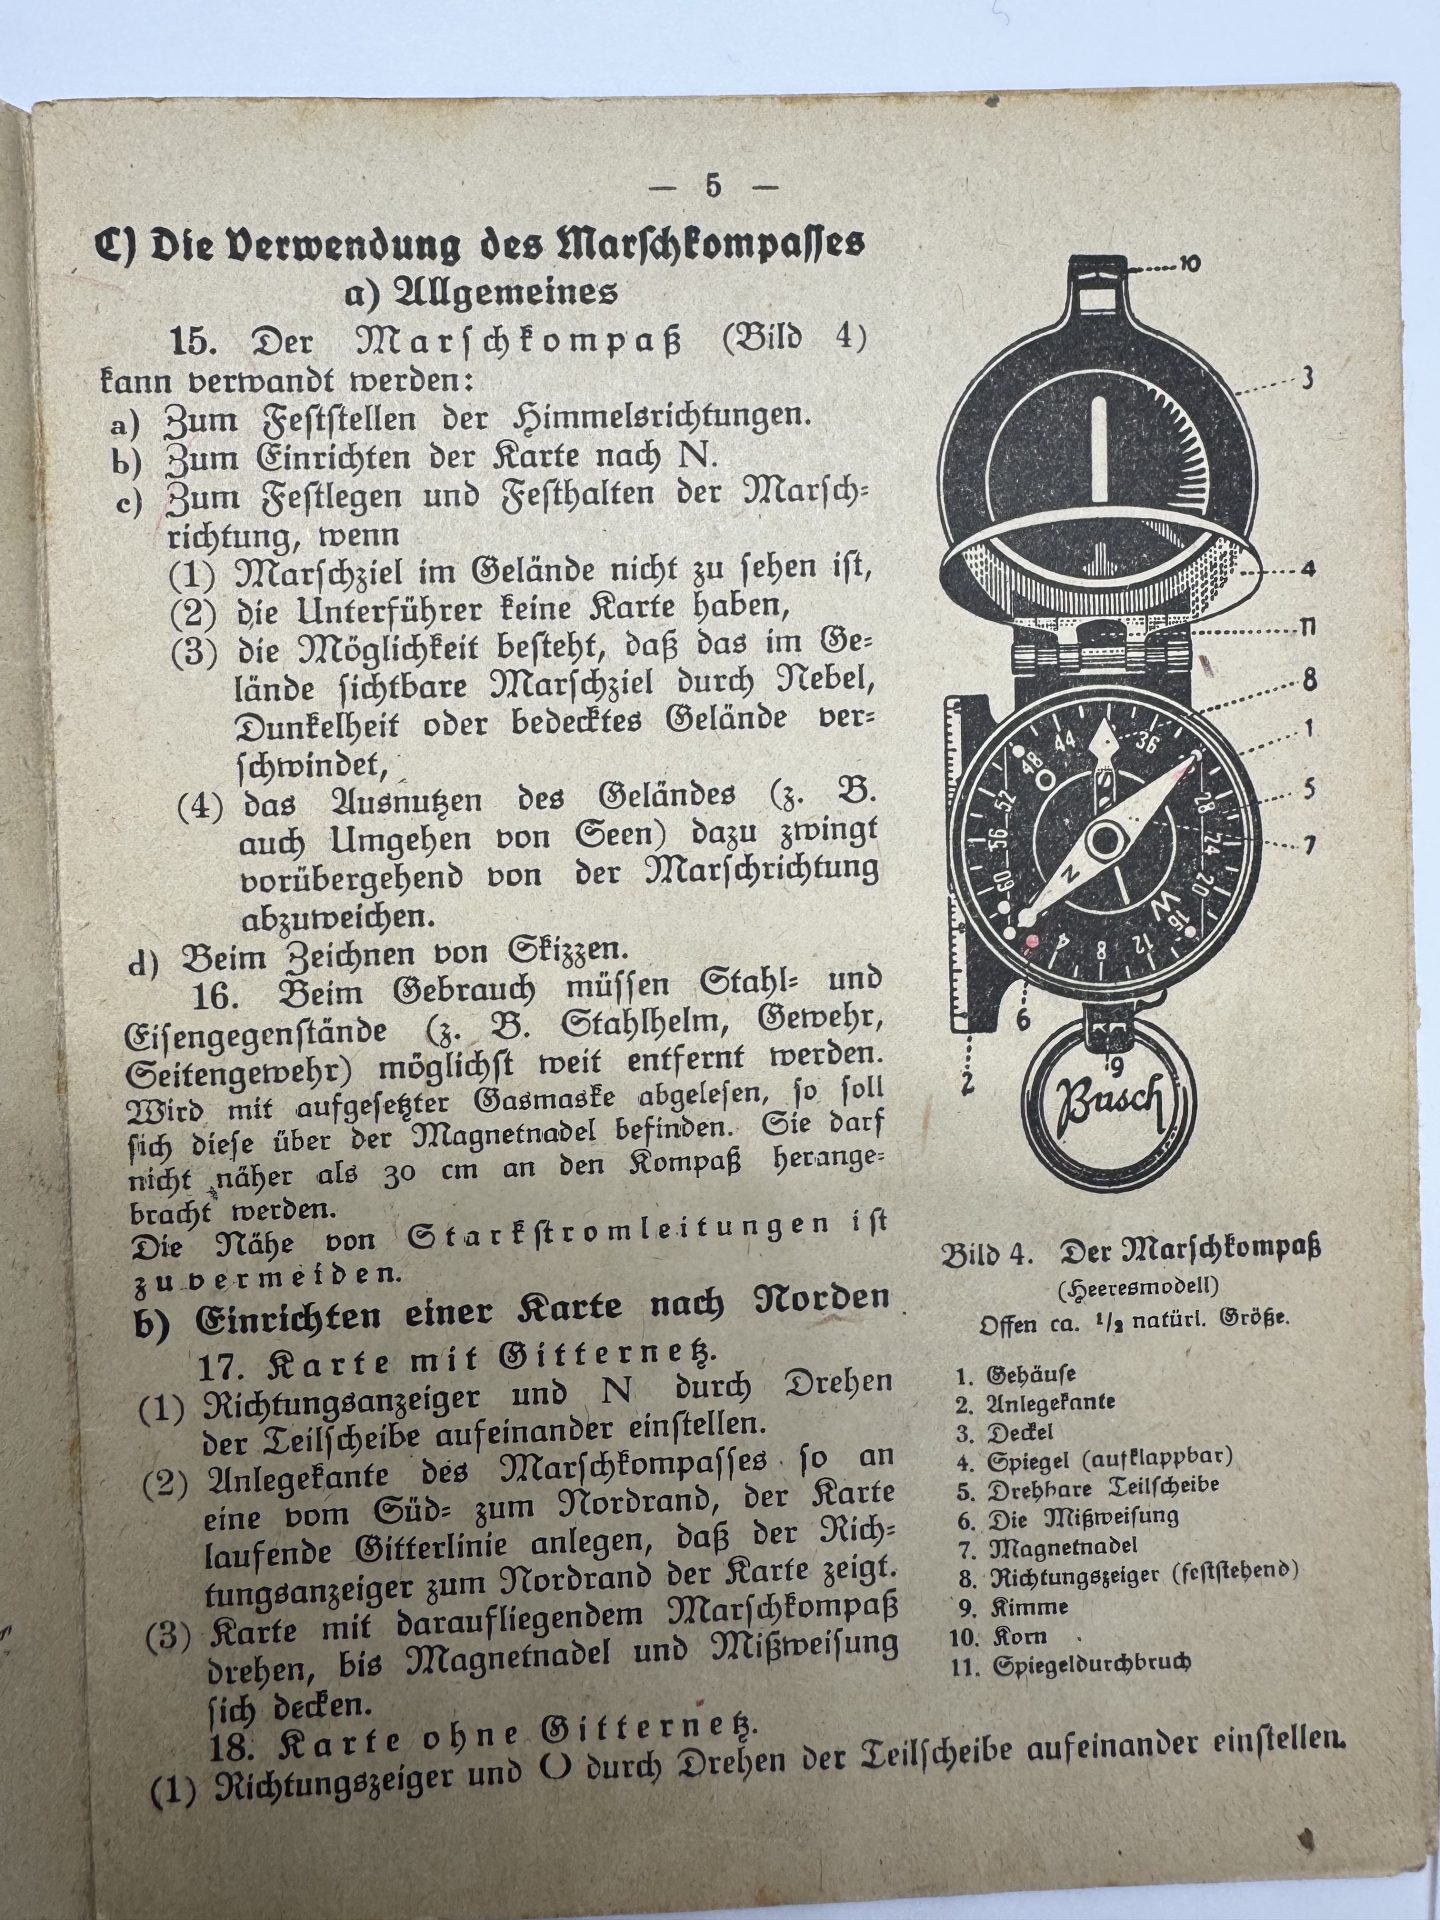 — 5 —
C) Die Verwendung des Marschkompasses
a) Allgemeines
15. Der Marschkompaß (Bild 4)
kann verwandt werden:
a) Zum Feststellen der Himmelsrichtungen.
b) Zum Einrichten der Karte nach N.
c) Zum Festlegen und Festhalten der Marsch-
richtung, wenn
(1) Marschziel im Gelände nicht zu sehen ist,
(2) die Unterführer keine Karte haben,
(3) die Möglichkeit besteht, daß das im Ge-
lände sichtbare Marschziel durch Nebel,
Dunkelheit oder bedecktes Gelände ver-
schwindet,
(4) das Ausnutzen des Geländes (z. B.
auch Umgehen von Seen) dazu zwingt
vorübergehend von der Marschrichtung
abzuweichen.
d) Beim Zeichnen von Skizzen.
16. Beim Gebrauch müssen Stahl- und
Eisengegenstände (z. B. Stahlhelm, Gewehr,
Seitengewehr) möglichst weit entfernt werden.
Wird mit aufgesetzter Gasmaske abgelesen, so soll
sich diese über der Magnetnadel befinden. Sie darf
nicht näher als 30 cm an den Kompaß herange-
bracht werden.
Die Nähe von Starkstromleitungen ist
zu vermeiden.
b) Einrichten einer Karte nach Norden
17. Karte mit Gitternetz.
(1) Richtungsanzeiger und N durch Drehen
der Teilscheibe aufeinander einstellen.
(2) Anlegekante des Marschkompasses so an
eine vom Süd- zum Nordrand, der Karte
laufende Gitterlinie anlegen, daß der Rich-
tungsanzeiger zum Nordrand der Karte zeigt.
(3) Karte mit daraufliegendem Marschkompaß
drehen, bis Magnetnadel und Mißweisung
sich decken.
18. Karte ohne Gitternetz.
(1) Richtungszeiger und O durch Drehen der Teilscheibe aufeinander einstellen.
10
3
4
11
8
1
5
7
6
2
9
44
36
48
O
S
28
52
24
56
20
60
N
W
16
4
8
12
Busch
Bild 4. Der Marschkompaß
(Heeresmodell)
Offen ca. 1/2 natürl. Größe.
1. Gehäuse
2. Anlegekante
3. Deckel
4. Spiegel (aufklappbar)
5. Drehbare Teilscheibe
6. Die Mißweisung
7. Magnetnadel
8. Richtungszeiger (feststehend)
9. Kimme
10. Korn
11. Spiegeldurchbruch